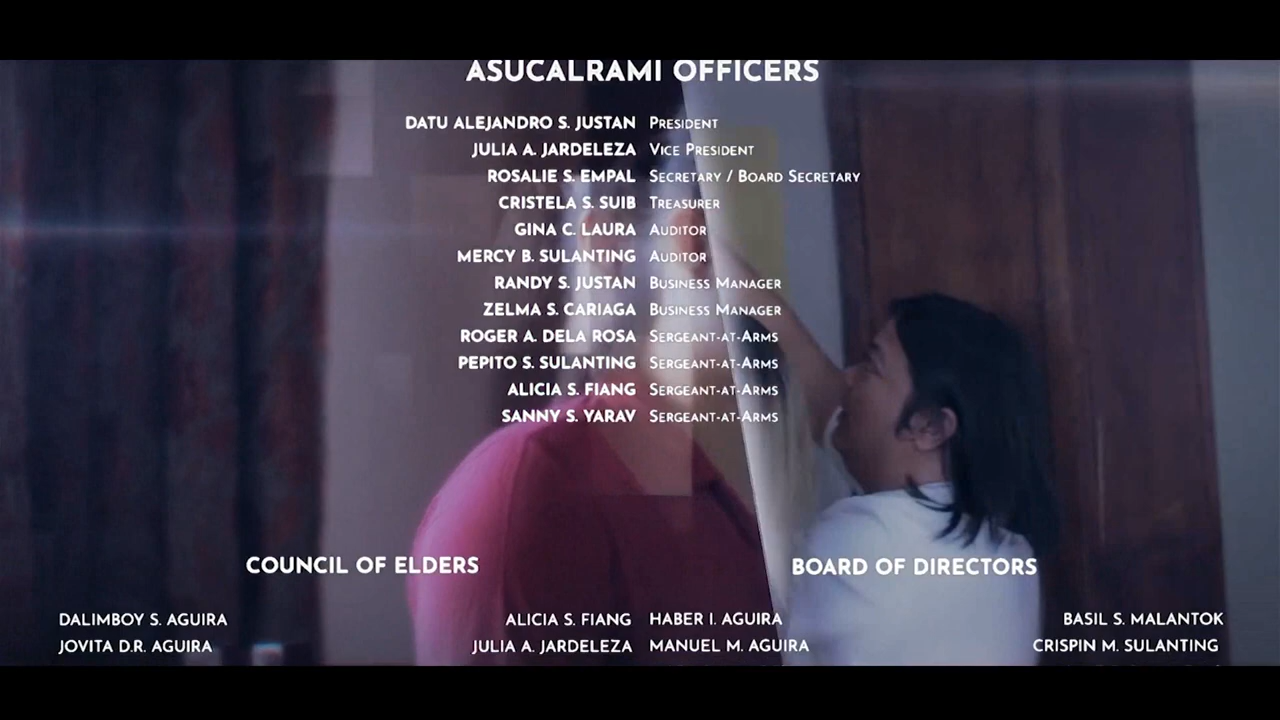 ASUCALRAMI OFFICERS
DATU ALEJANDRO S. JUSTAN President
JULIA A. JARDELEZA Vice President
ROSALIE S. EMPAL Secretary / Board Secretary
CRISTELA S. SUIB Treasurer
GINA C. LAURA Auditor
MERCY B. SULANTING Auditor
RANDY S. JUSTAN Business Manager
ZELMA S. CARIAGA Business Manager
ROGER A. DELA ROSA Sergeant-at-Arms
PEPITO S. SULANTING Sergeant-at-Arms
ALICIA S. FIANG Sergeant-at-Arms
SANNY S. YARAV Sergeant-at-Arms
COUNCIL OF ELDERS
DALIMBOY S. AGUIRA ALICIA S. FIANG
JOVITA D.R. AGUIRA JULIA A. JARDELEZA
BOARD OF DIRECTORS
HABER I. AGUIRA BASIL S. MALANTOK
MANUEL M. AGUIRA CRISPIN M. SULANTING